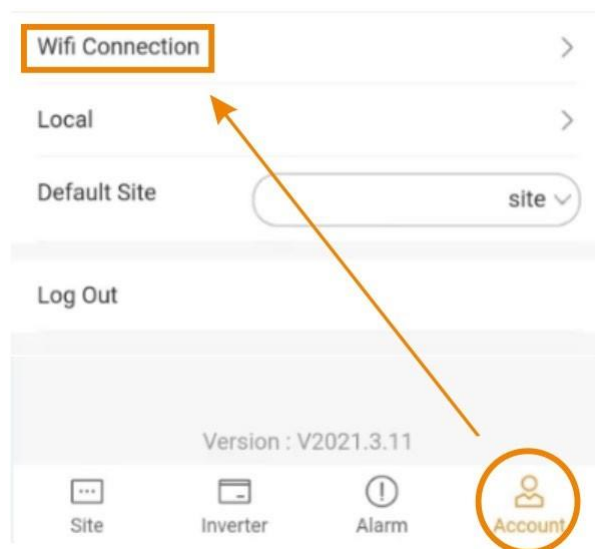 Wifi Connection
Local
Default Site
site
Log Out
Version : V2021.3.11
Site
Inverter
Alarm
Account